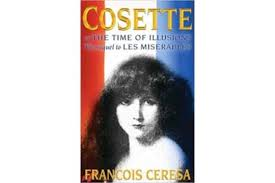 COSETTE
or THE TIME OF ILLUSIONS
The sequel to LES MISÉRABLES
FRANÇOIS CERESA